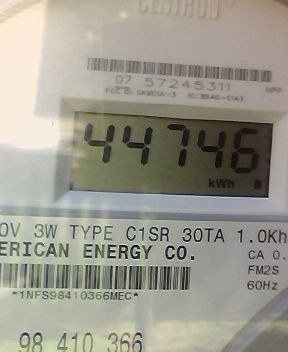 CENTRON®
07 57245311
44746
kWh
0V 3W TYPE C1SR 30TA 1.0Kh
ERICAN ENERGY CO.
CA 0.
FM2S
60Hz
*1NFS98410366MEC*
98 410 366